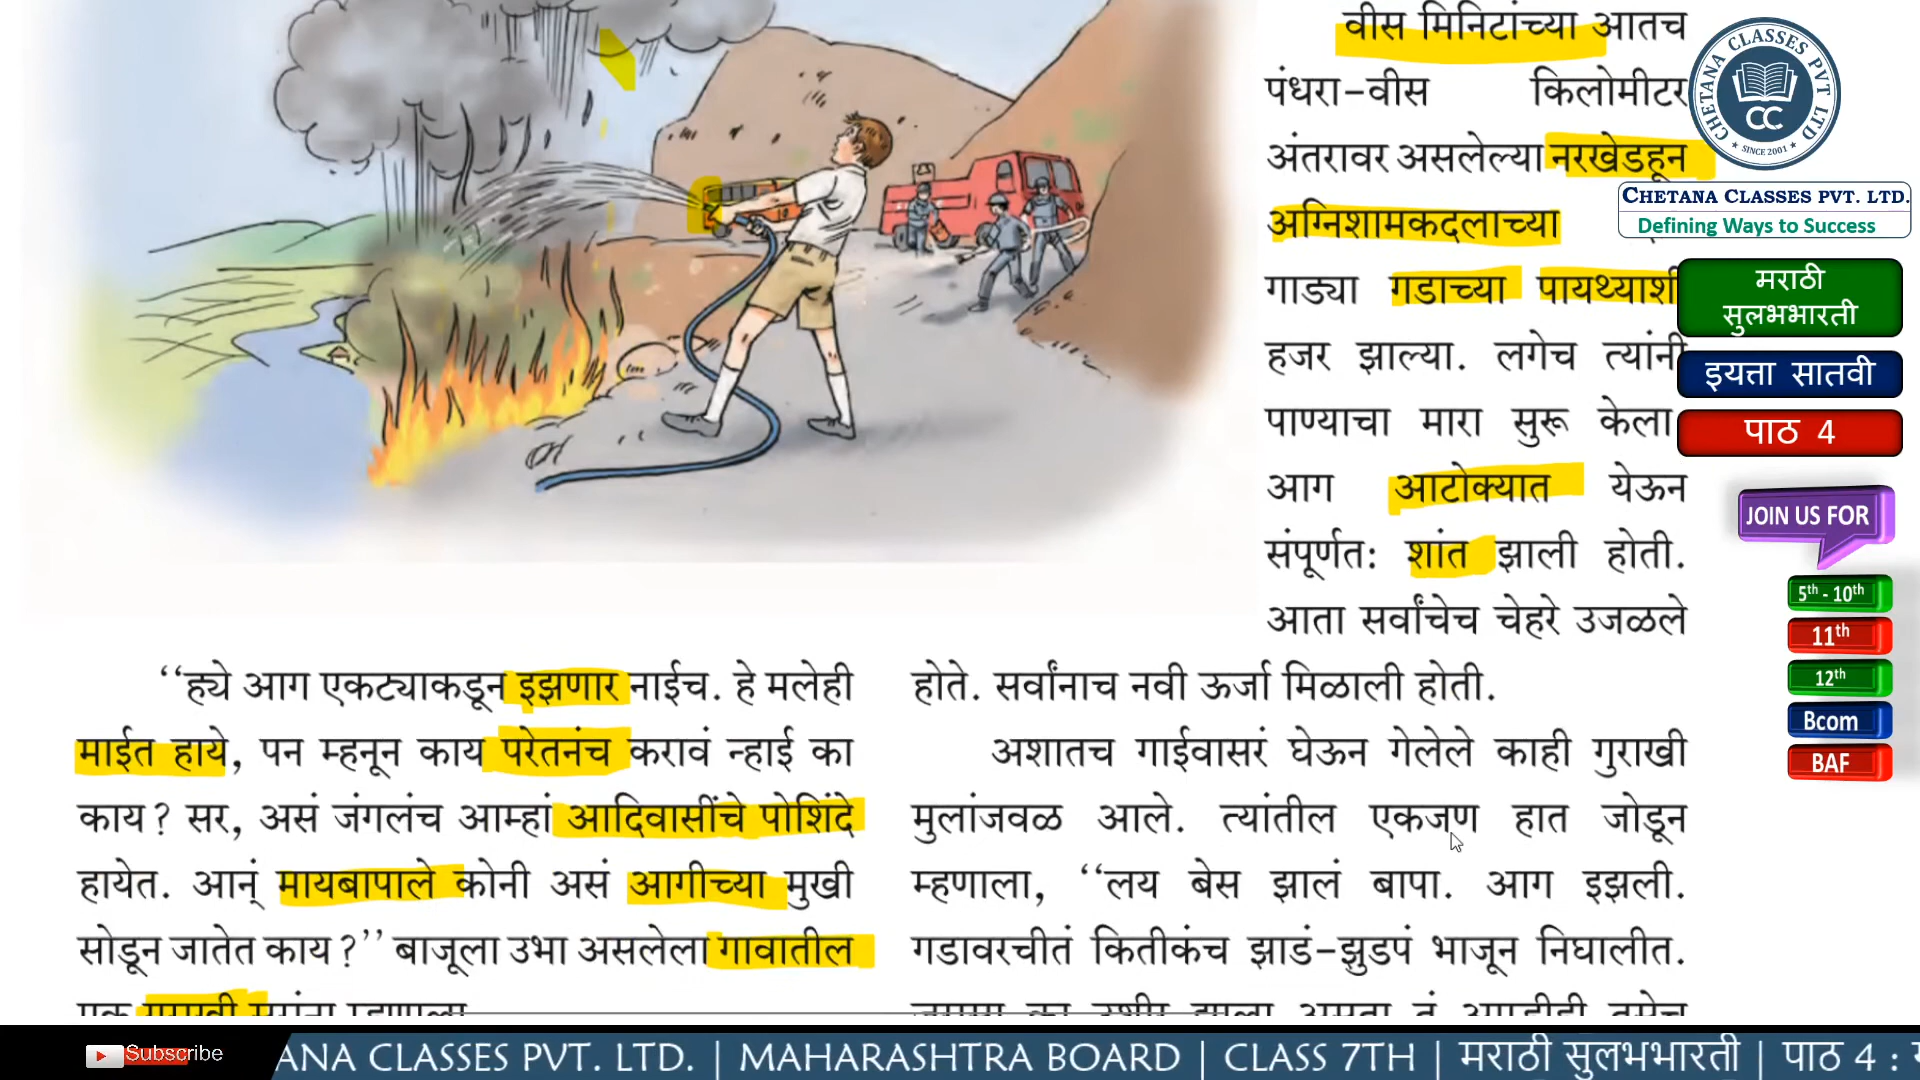 वीस मिनिटांच्या आतच
पंधरा-वीस किलोमीटर
अंतरावर असलेल्या नरखेडहून
अग्निशामकदलाच्या
गाड्या गडाच्या पायथ्याशी
हजर झाल्या. लगेच त्यांनी
पाण्याचा मारा सुरू केला
आग आटोक्यात येऊन
संपूर्णत: शांत झाली होती.
आता सर्वांचेच चेहरे उजळले
होते. सर्वांनाच नवी ऊर्जा मिळाली होती.
अशातच गाईवासरं घेऊन गेलेले काही गुराखी
मुलांजवळ आले. त्यांतील एकजण हात जोडून
म्हणाला, ‘‘लय बेस झालं बापा. आग इझली.
गडावरचीतं कितीकंच झाडं-झुडपं भाजून निघालीत.
‘‘ह्ये आग एकट्याकडून इझणार नाईच. हे मलेही
माईत हाये, पन म्हनून काय परेतनंच करावं न्हाई का
काय? सर, असं जंगलंच आम्हां आदिवासींचे पोशिंदे
हायेत. आन्ं मायबापाले कोनी असं आगीच्या मुखी
सोडून जातेत काय?’’ बाजूला उभा असलेला गावातील
CHETANA CLASSES PVT LTD
CC
SINCE 2001
CHETANA CLASSES PVT. LTD.
Defining Ways to Success
मराठी
सुलभभारती
इयत्ता सातवी
पाठ 4
JOIN US FOR
5th - 10th
11th
12th
Bcom
BAF
Subscribe
ANA CLASSES PVT. LTD. | MAHARASHTRA BOARD | CLASS 7TH | मराठी सुलभभारती | पाठ 4 :